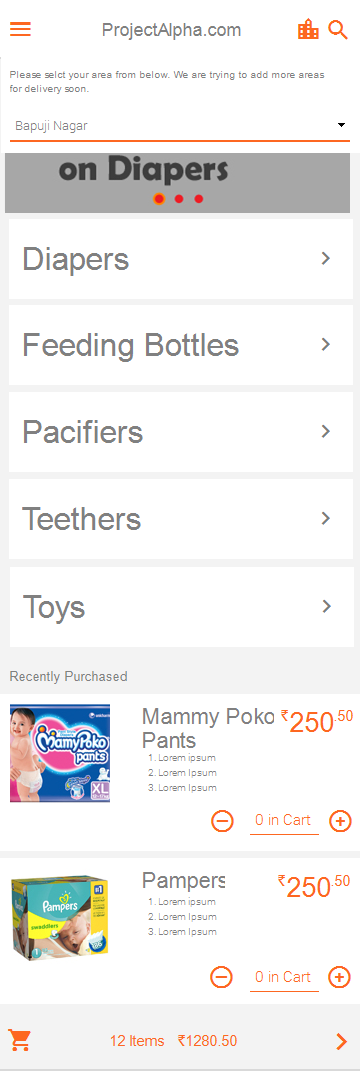 ProjectAlpha.com
Please selct your area from below. We are trying to add more areas
for delivery soon.
Bapuji Nagar
on Diapers
Diapers
Feeding Bottles
Pacifiers
Teethers
Toys
Recently Purchased
Mammy Poko
Pants
₹250.50
1. Lorem ipsum
2. Lorem Ipsum
3. Lorem Ipsum
MamyPoko
pants
XL
0 in Cart
Pampers
₹250.50
1. Lorem ipsum
2. Lorem Ipsum
3. Lorem Ipsum
#1
Pampers
swaddlers
1
0 in Cart
12 Items ₹1280.50